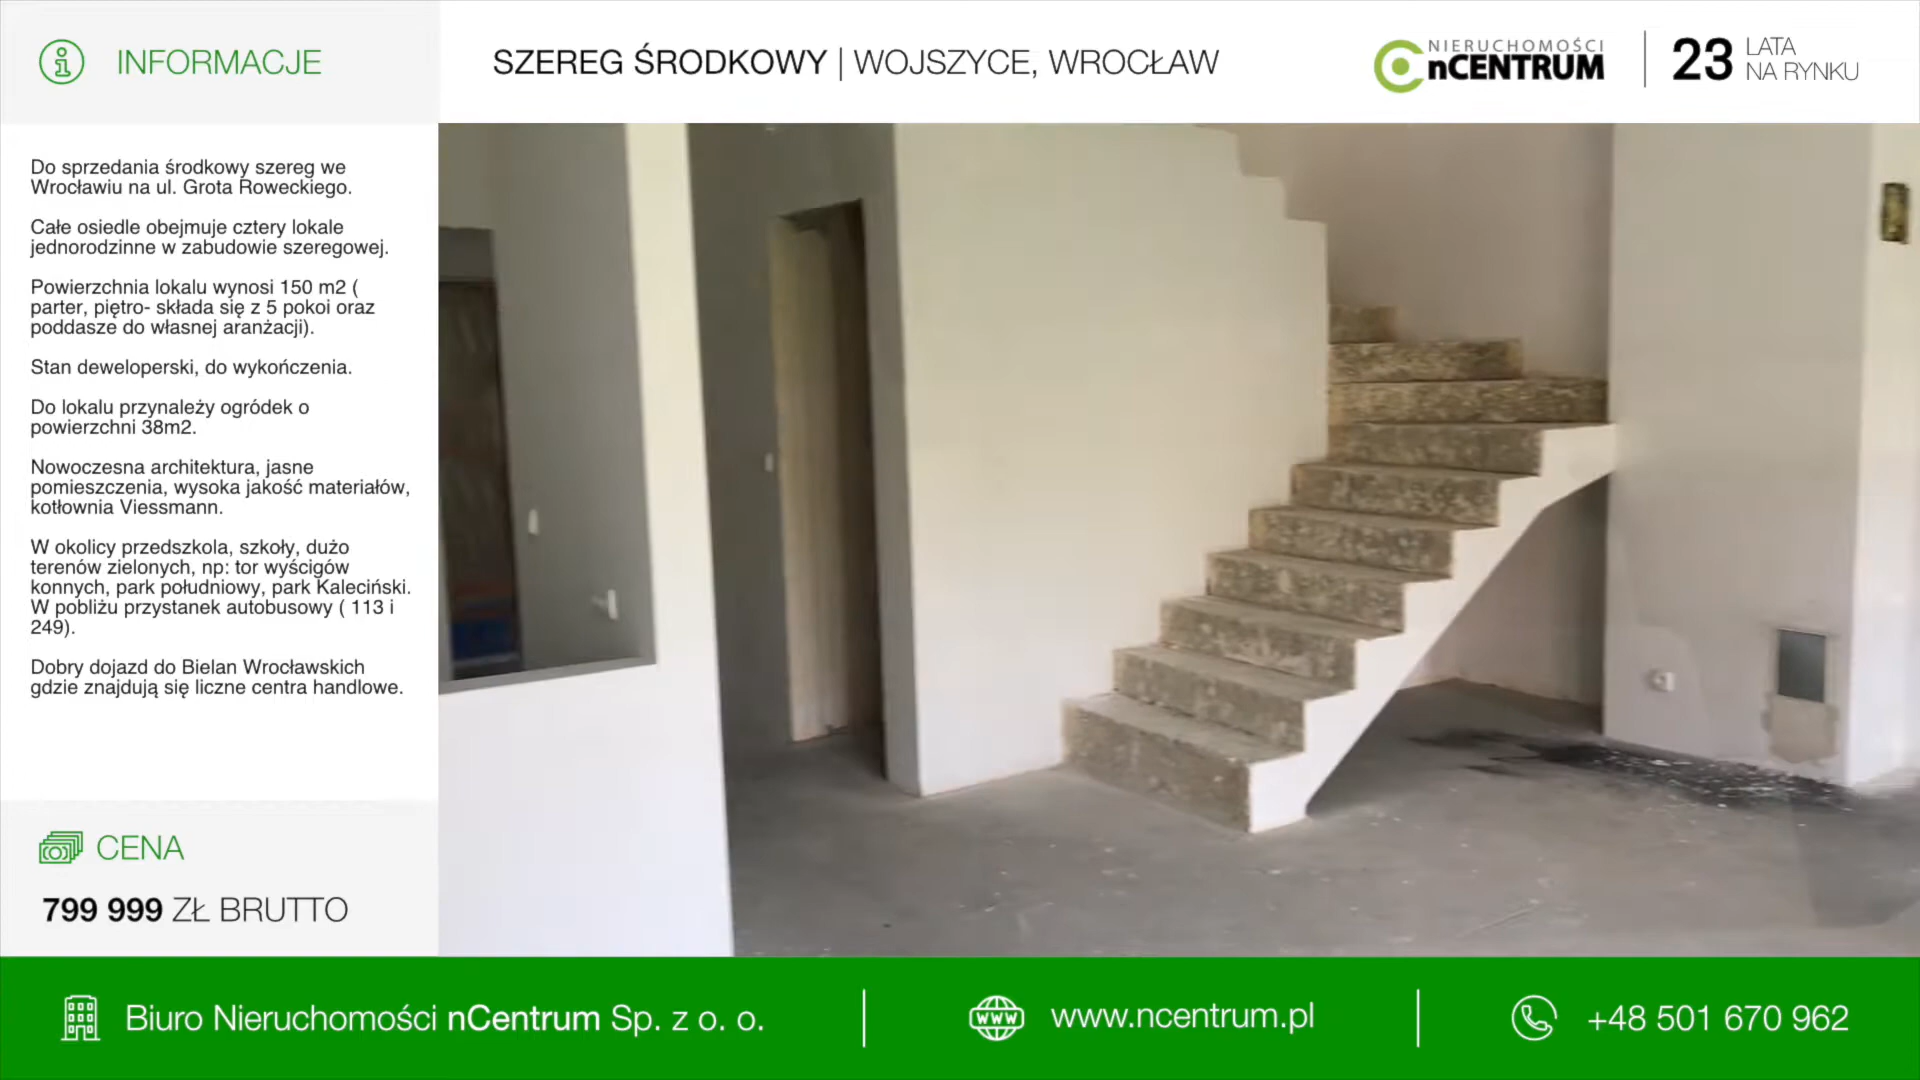 INFORMACJE
SZEREG ŚRODKOWY | WOJSZYCE, WROCŁAW
NIERUCHOMOŚCI
nCENTRUM
23 LATA
NA RYNKU
Do sprzedania środkowy szereg we
Wrocławiu na ul. Grota Roweckiego.
Całe osiedle obejmuje cztery lokale
jednorodzinne w zabudowie szeregowej.
Powierzchnia lokalu wynosi 150 m2 (
parter, piętro- składa się z 5 pokoi oraz
poddasze do własnej aranżacji).
Stan deweloperski, do wykończenia.
Do lokalu przynależy ogródek o
powierzchni 38m2.
Nowoczesna architektura, jasne
pomieszczenia, wysoka jakość materiałów,
kotłownia Viessmann.
W okolicy przedszkola, szkoły, dużo
terenów zielonych, np: tor wyścigów
konnych, park południowy, park Kaleciński.
W pobliżu przystanek autobusowy ( 113 i
249).
Dobry dojazd do Bielan Wrocławskich
gdzie znajdują się liczne centra handlowe.
CENA
799 999 ZŁ BRUTTO
Biuro Nieruchomości nCentrum Sp. z o. o.
WWW
www.ncentrum.pl
+48 501 670 962